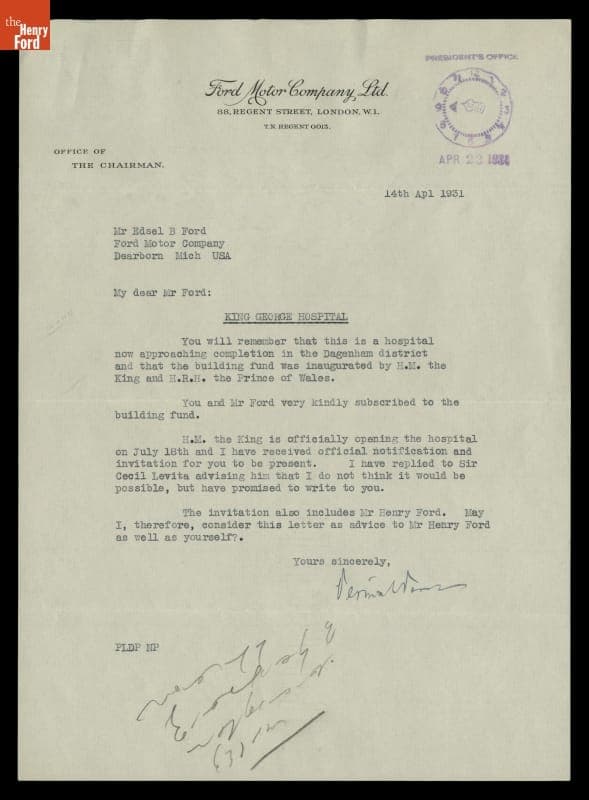 the
Henry
Ford
PRESIDENT'S OFFICE
Ford Motor Company, Ltd.
88, REGENT STREET, LONDON, W.1.
T.N. REGENT 0013.
APR 23 1931
OFFICE OF
THE CHAIRMAN.
14th Apl 1931
Mr Edsel B Ford
Ford Motor Company
Dearborn Mich USA
My dear Mr Ford:
KING GEORGE HOSPITAL
You will remember that this is a hospital
now approaching completion in the Dagenham district
and that the building fund was inaugurated by H.M. the
King and H.R.H. the Prince of Wales.
You and Mr Ford very kindly subscribed to the
building fund.
H.M. the King is officially opening the hospital
on July 18th and I have received official notification and
invitation for you to be present. I have replied to Sir
Cecil Levita advising him that I do not think it would be
possible, but have promised to write to you.
The invitation also includes Mr Henry Ford. May
I, therefore, consider this letter as advice to Mr Henry Ford
as well as yourself?.
Yours sincerely,
PLDP NP